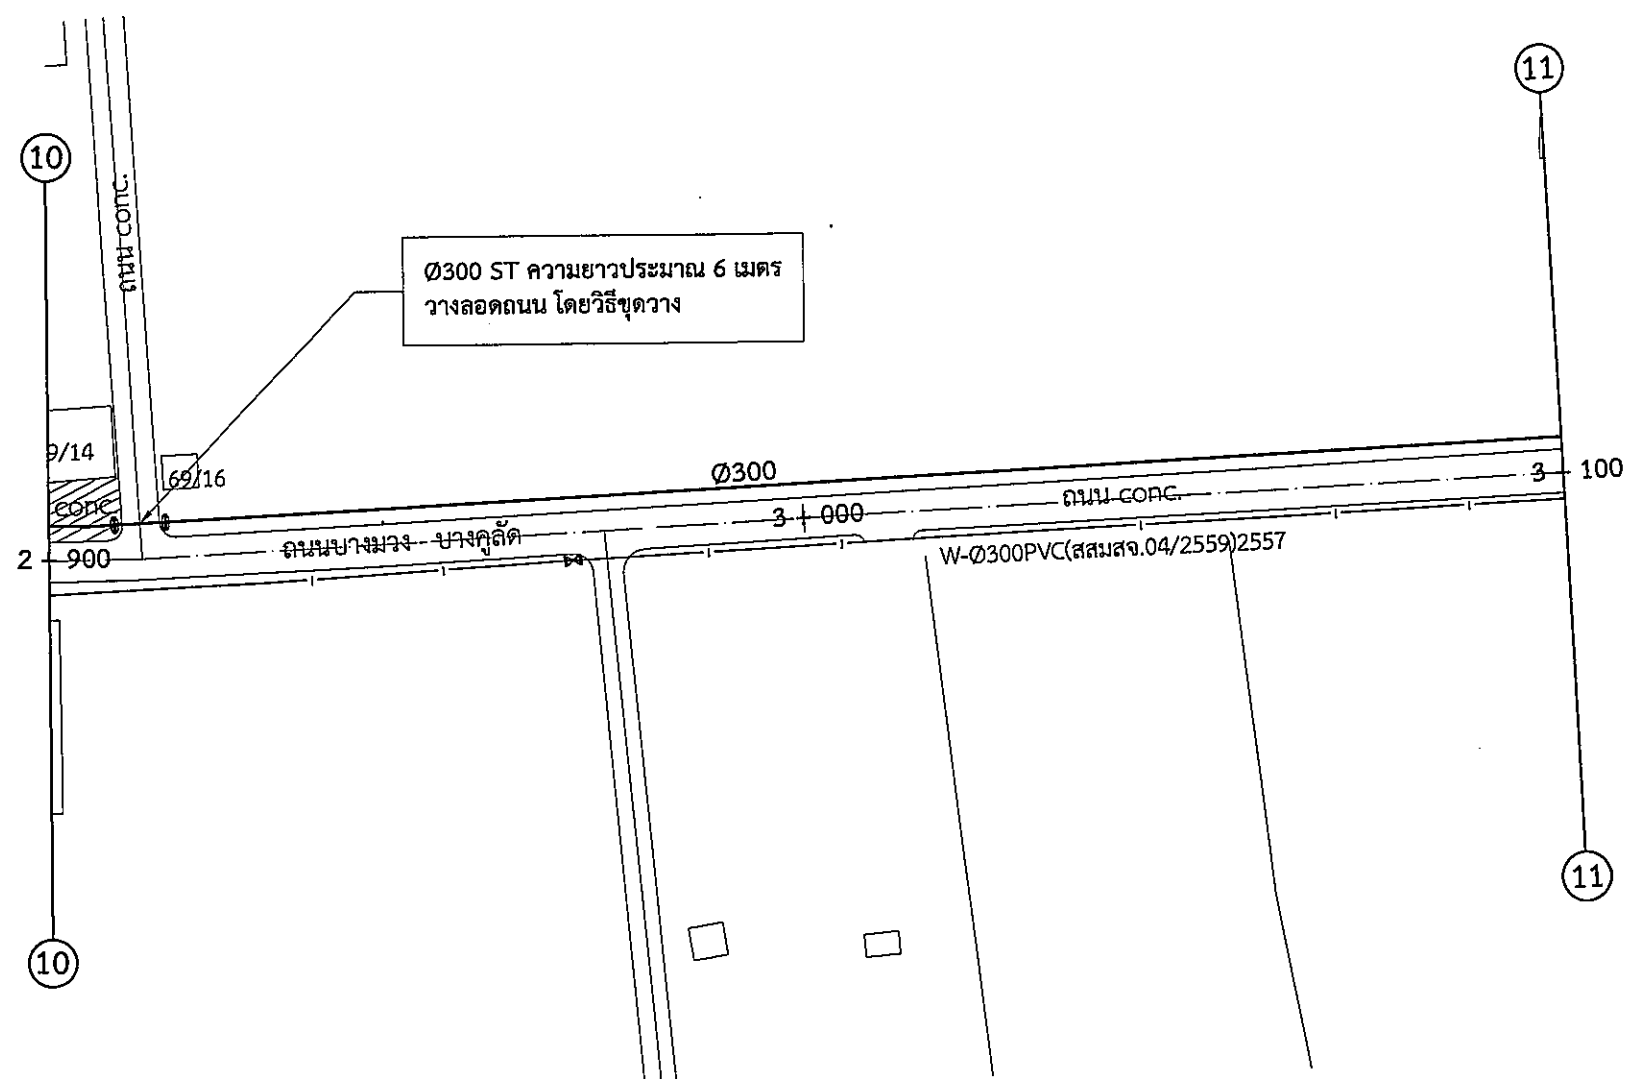 11
10
ถนน conc.
Ø300 ST ความยาวประมาณ 6 เมตร
วางลอดถนน โดยวิธีขุดวาง
9/14
69/16
Ø300
3 100
conc.
ถนน conc.
3 000
ถนนบางม่วง - บางคูลัด
W-Ø300PVC(สสมสจ.04/2559)2557
2 900
11
10